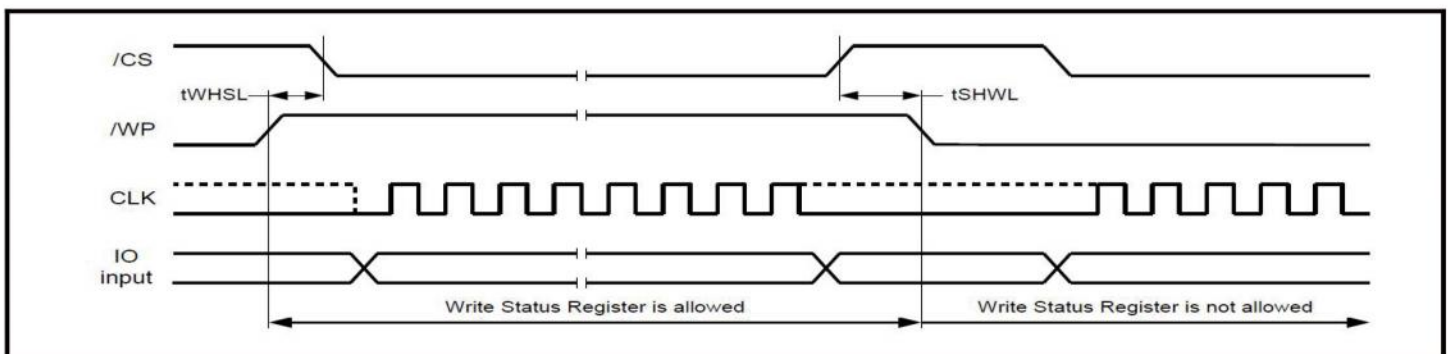 /CS
tWHSL
tSHWL
/WP
CLK
IO
input
Write Status Register is allowed
Write Status Register is not allowed